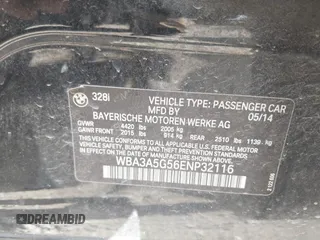 328i
VEHICLE TYPE: PASSENGER CAR
MFD BY 05/14
BAYERISCHE MOTOREN WERKE AG
GVWR 4420 lbs 2005 kg
GAWR FRONT 2015 lbs 914 kg REAR 2510 lbs 1139 kg
THIS VEHICLE CONFORMS TO ALL APPLICABLE
FEDERAL MOTOR VEHICLE SAFETY, BUMPER, AND
THEFT PREVENTION STANDARDS IN EFFECT ON
THE DATE OF MANUFACTURE SHOWN ABOVE.
WBA3A5G56ENP32116
DREAMBID